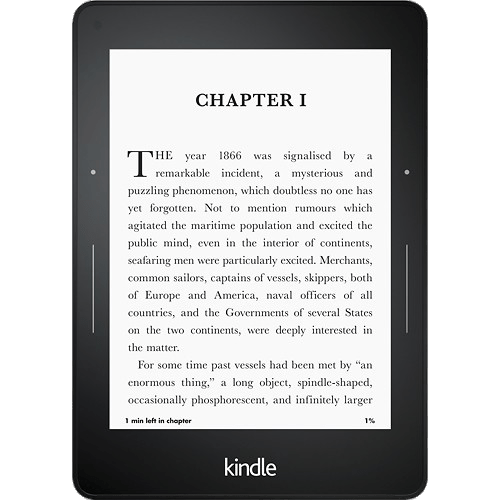 CHAPTER I
THE year 1866 was signalised by a
remarkable incident, a mysterious and
puzzling phenomenon, which doubtless no one has
yet forgotten. Not to mention rumours which
agitated the maritime population and excited the
public mind, even in the interior of continents,
seafaring men were particularly excited. Merchants,
common sailors, captains of vessels, skippers, both
of Europe and America, naval officers of all
countries, and the Governments of several States
on the two continents, were deeply interested in
the matter.
For some time past vessels had been met by “an
enormous thing,” a long object, spindle-shaped,
occasionally phosphorescent, and infinitely larger
1 min left in chapter 1%
kindle